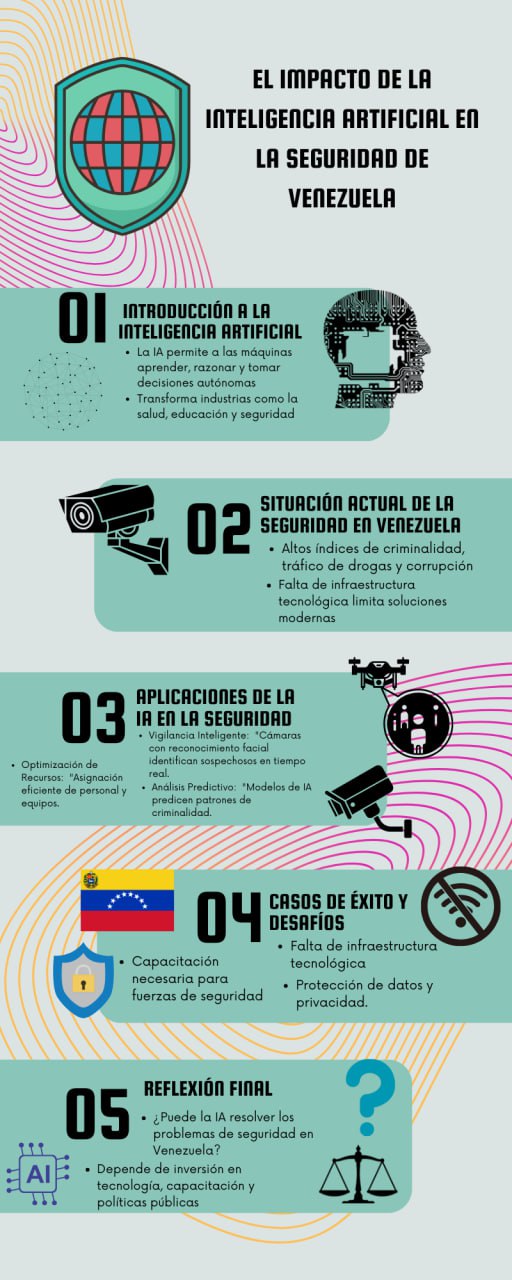 EL IMPACTO DE LA
INTELIGENCIA ARTIFICIAL EN
LA SEGURIDAD DE
VENEZUELA
01
INTRODUCCIÓN A LA
INTELIGENCIA ARTIFICIAL
• La IA permite a las máquinas
aprender, razonar y tomar
decisiones autónomas
• Transforma industrias como la
salud, educación y seguridad
02
SITUACIÓN ACTUAL DE LA
SEGURIDAD EN VENEZUELA
• Altos índices de criminalidad,
tráfico de drogas y corrupción
• Falta de infraestructura
tecnológica limita soluciones
modernas
03
APLICACIONES DE LA
IA EN LA SEGURIDAD
• Vigilancia Inteligente: "Cámaras
con reconocimiento facial
identifican sospechosos en tiempo
real.
• Análisis Predictivo: "Modelos de IA
predicen patrones de
criminalidad.
• Optimización de
Recursos: "Asignación
eficiente de personal y
equipos.
04
CASOS DE ÉXITO Y
DESAFÍOS
• Falta de infraestructura
tecnológica
• Protección de datos y
privacidad.
• Capacitación
necesaria para
fuerzas de seguridad
05
REFLEXIÓN FINAL
• ¿Puede la IA resolver los
problemas de seguridad en
Venezuela?
• Depende de inversión en
tecnología, capacitación y
políticas públicas
AI
?